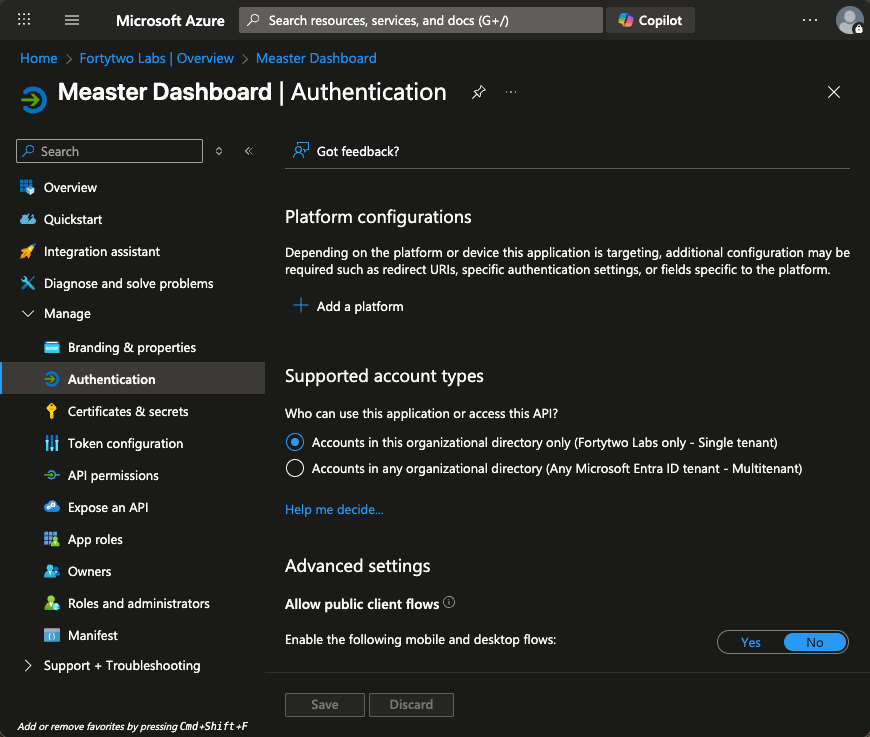 Microsoft Azure
Search resources, services, and docs (G+/)
Copilot
Home > Fortytwo Labs | Overview > Measter Dashboard
Measter Dashboard | Authentication
Search
Overview
Quickstart
Integration assistant
Diagnose and solve problems
Manage
Branding & properties
Authentication
Certificates & secrets
Token configuration
API permissions
Expose an API
App roles
Owners
Roles and administrators
Manifest
Support + Troubleshooting
Add or remove favorites by pressing Cmd+Shift+F
Got feedback?
Platform configurations
Depending on the platform or device this application is targeting, additional configuration may be
required such as redirect URIs, specific authentication settings, or fields specific to the platform.
Add a platform
Supported account types
Who can use this application or access this API?
Accounts in this organizational directory only (Fortytwo Labs only - Single tenant)
Accounts in any organizational directory (Any Microsoft Entra ID tenant - Multitenant)
Help me decide...
Advanced settings
Allow public client flows
Enable the following mobile and desktop flows:
Yes No
Save Discard